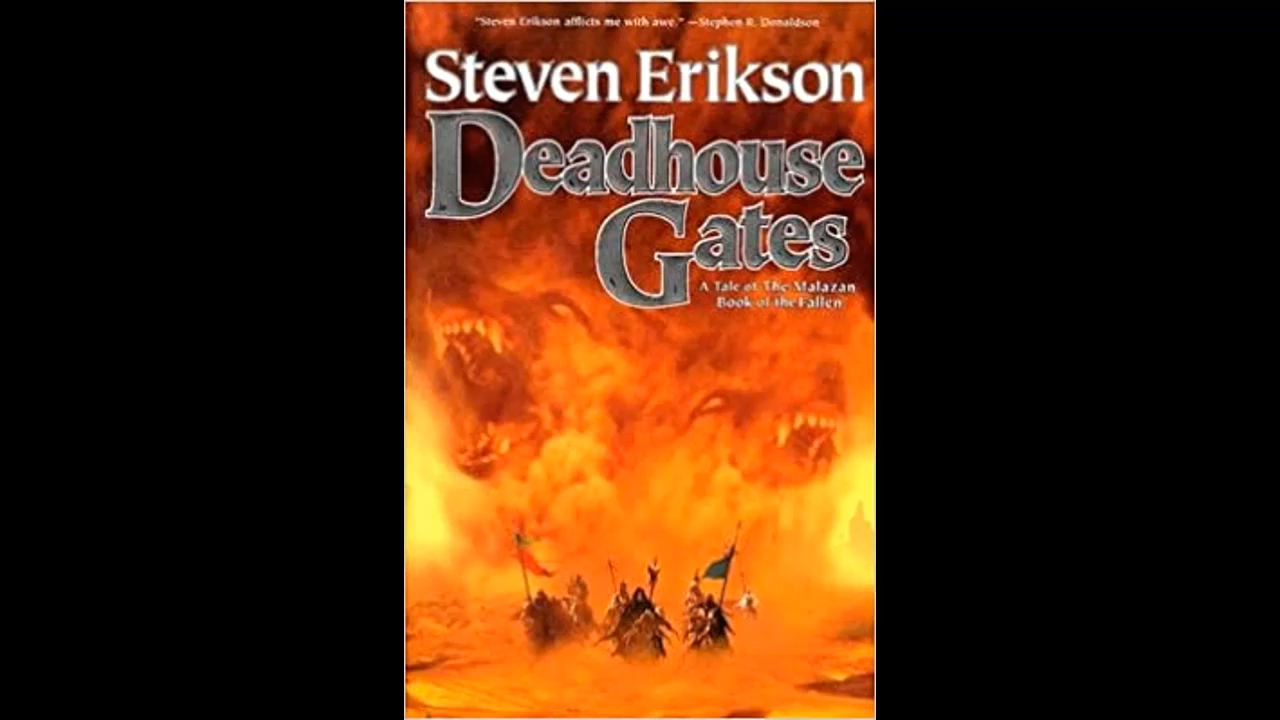 "Steven Erikson afflicts me with awe." —Stephen R. Donaldson
Steven Erikson
Deadhouse
Gates
A Tale of The Malazan
Book of the Fallen